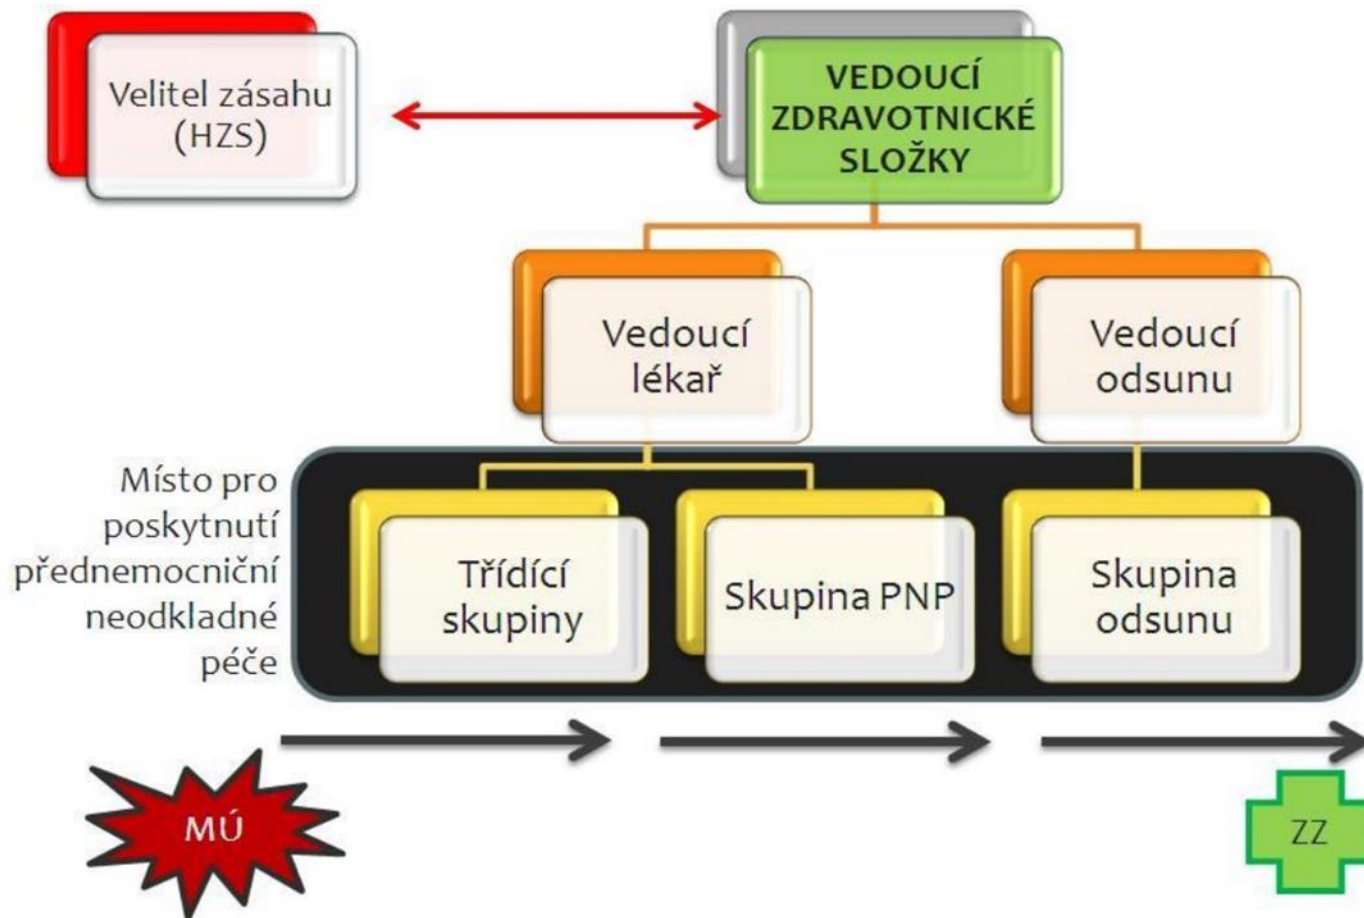 Velitel zásahu
(HZS)
VEDOUCÍ
ZDRAVOTNICKÉ
SLOŽKY
Vedoucí
lékař
Vedoucí
odsunu
Místo pro
poskytnutí
přednemocniční
neodkladné
péče
Třídící
skupiny
Skupina PNP
Skupina
odsunu
MÚ
ZZ